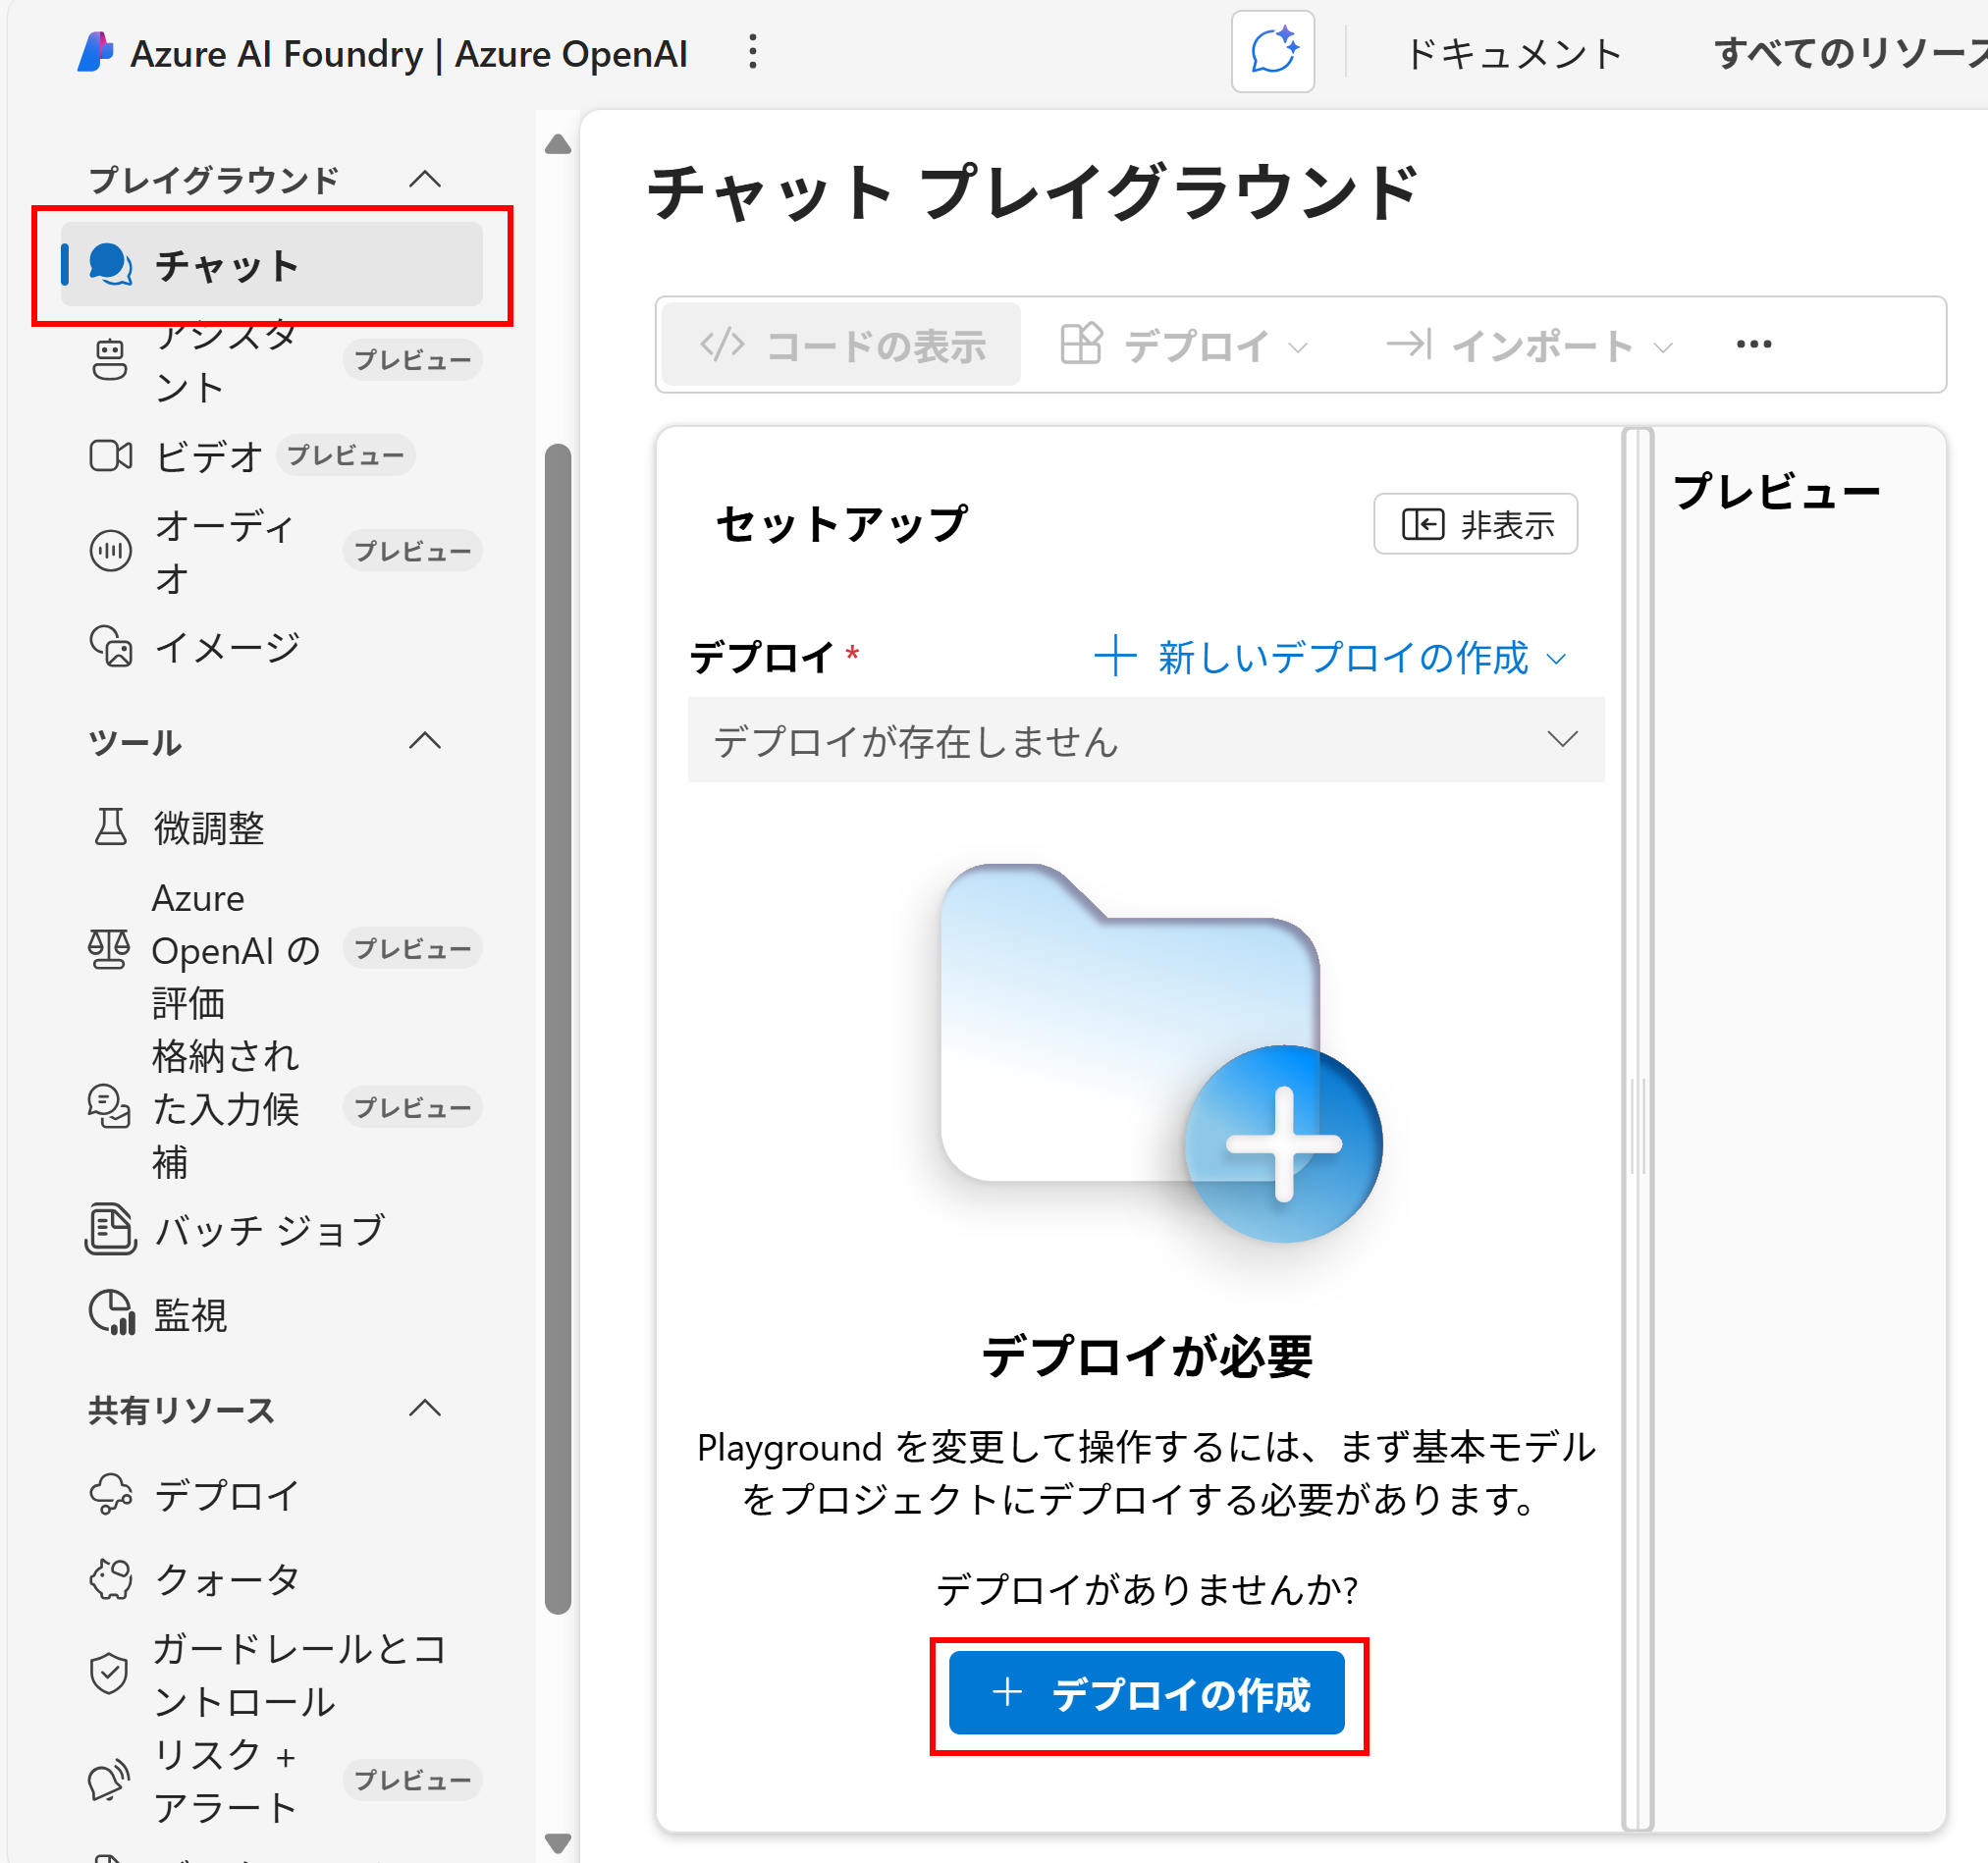 Azure AI Foundry | Azure OpenAI
ドキュメント
すべてのリソース
プレイグラウンド
チャット
アシスタ
ント
プレビュー
ビデオ
プレビュー
オーディ
オ
プレビュー
イメージ
ツール
微調整
Azure
OpenAI の
評価
プレビュー
格納され
た入力候
補
プレビュー
バッチ ジョブ
監視
共有リソース
デプロイ
クォータ
ガードレールとコ
ントロール
リスク +
アラート
プレビュー
チャット プレイグラウンド
コードの表示
デプロイ
インポート
セットアップ
非表示
デプロイ *
新しいデプロイの作成
デプロイが存在しません
デプロイが必要
Playground を変更して操作するには、まず基本モデル
をプロジェクトにデプロイする必要があります。
デプロイがありませんか?
デプロイの作成
プレビュー